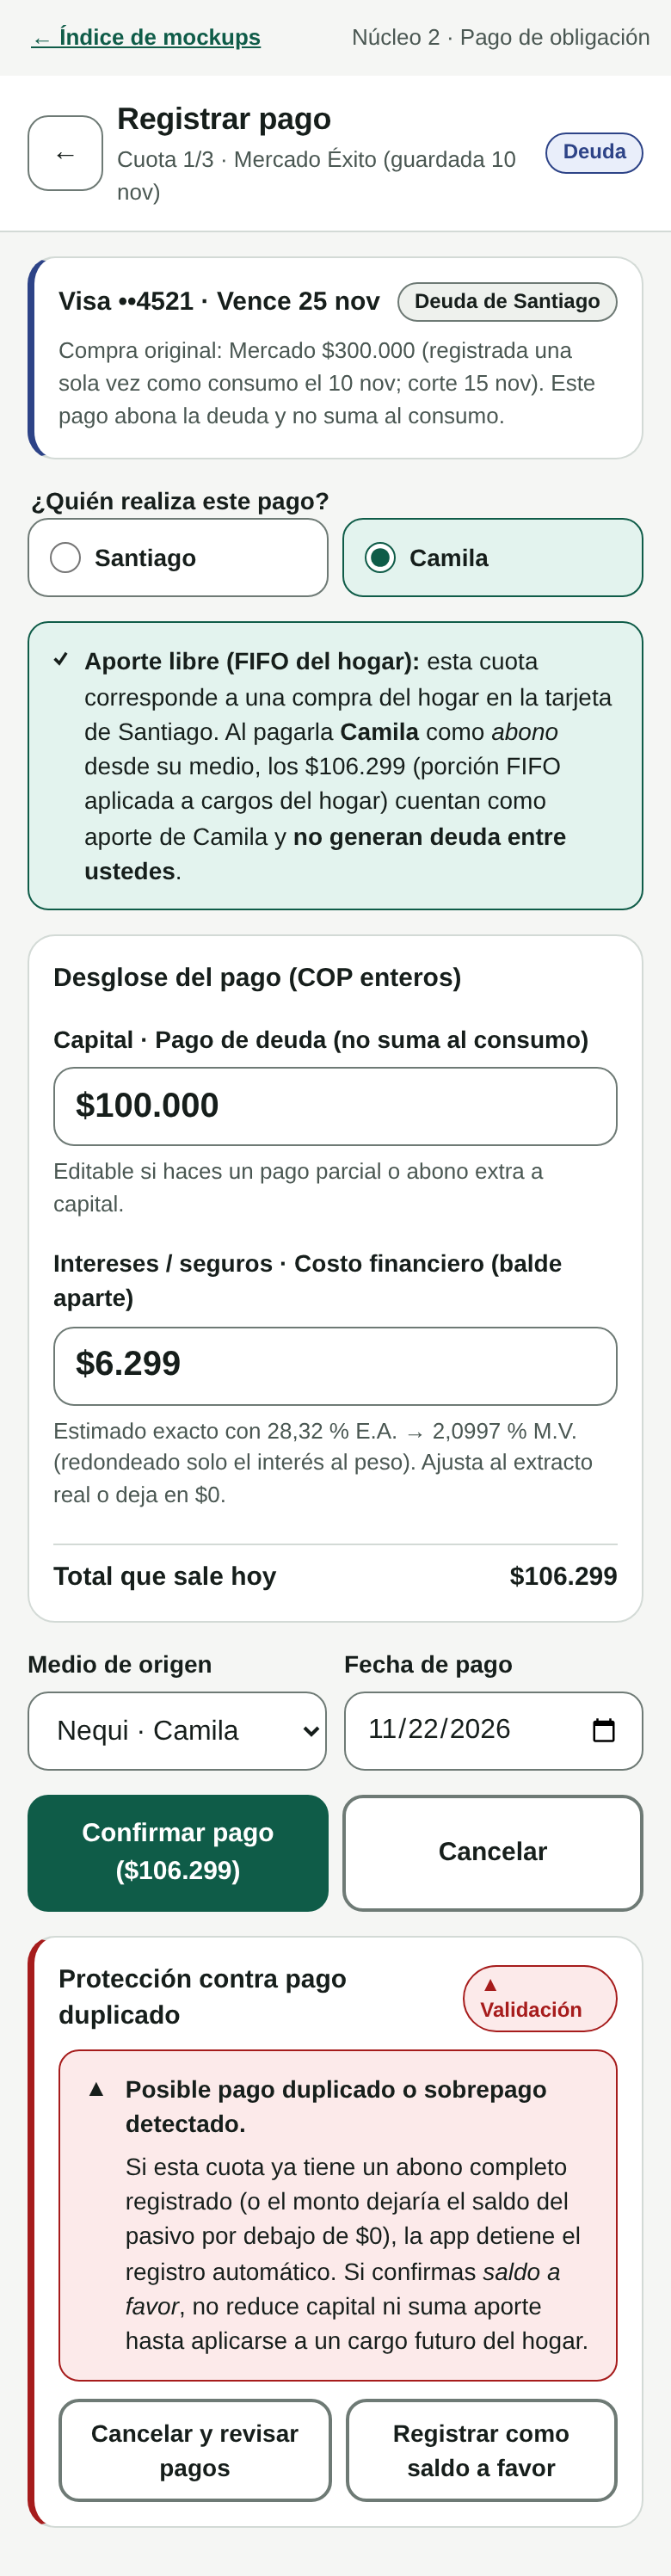 ← Índice de mockups
Núcleo 2 · Pago de obligación
←
Registrar pago
Cuota 1/3 · Mercado Éxito (guardada 10
nov)
Deuda
Visa ••4521 · Vence 25 nov
Deuda de Santiago
Compra original: Mercado $300.000 (registrada una
sola vez como consumo el 10 nov; corte 15 nov). Este
pago abona la deuda y no suma al consumo.
¿Quién realiza este pago?
Santiago
Camila
✓ Aporte libre (FIFO del hogar): esta cuota
corresponde a una compra del hogar en la tarjeta
de Santiago. Al pagarla Camila como abono
desde su medio, los $106.299 (porción FIFO
aplicada a cargos del hogar) cuentan como
aporte de Camila y no generan deuda entre
ustedes.
Desglose del pago (COP enteros)
Capital · Pago de deuda (no suma al consumo)
$100.000
Editable si haces un pago parcial o abono extra a
capital.
Intereses / seguros · Costo financiero (balde
aparte)
$6.299
Estimado exacto con 28,32 % E.A. → 2,0997 % M.V.
(redondeado solo el interés al peso). Ajusta al extracto
real o deja en $0.
Total que sale hoy
$106.299
Medio de origen
Fecha de pago
Nequi · Camila
11/22/2026
Confirmar pago
($106.299)
Cancelar
Protección contra pago
duplicado
▲
Validación
▲ Posible pago duplicado o sobrepago
detectado.
Si esta cuota ya tiene un abono completo
registrado (o el monto dejaría el saldo del
pasivo por debajo de $0), la app detiene el
registro automático. Si confirmas saldo a
favor, no reduce capital ni suma aporte
hasta aplicarse a un cargo futuro del hogar.
Cancelar y revisar
pagos
Registrar como
saldo a favor